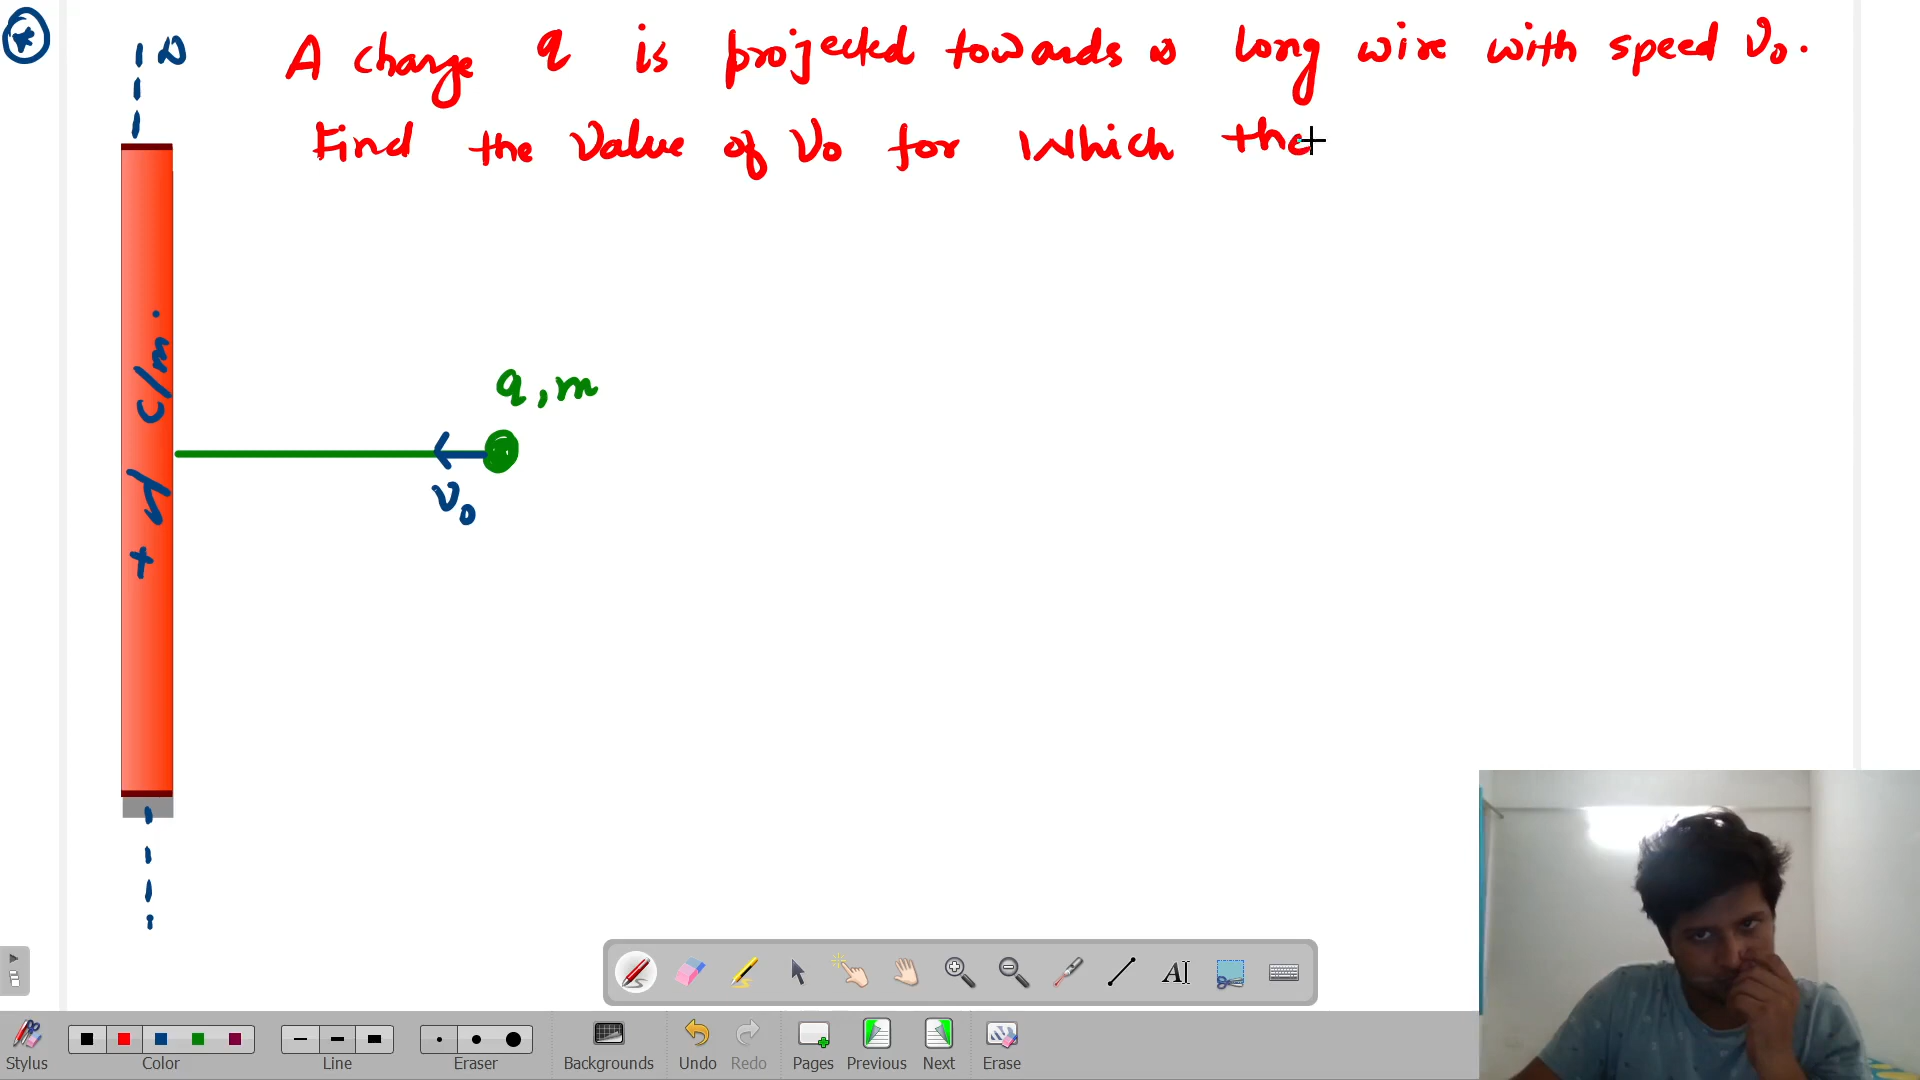 A charge q is projected towards a long wire with speed v₀.
Find the value of v₀ for which the
+ λ C/m.
q, m
v₀
A
Stylus
Color
Line
Eraser
Backgrounds
Undo
Redo
Pages
Previous
Next
Erase